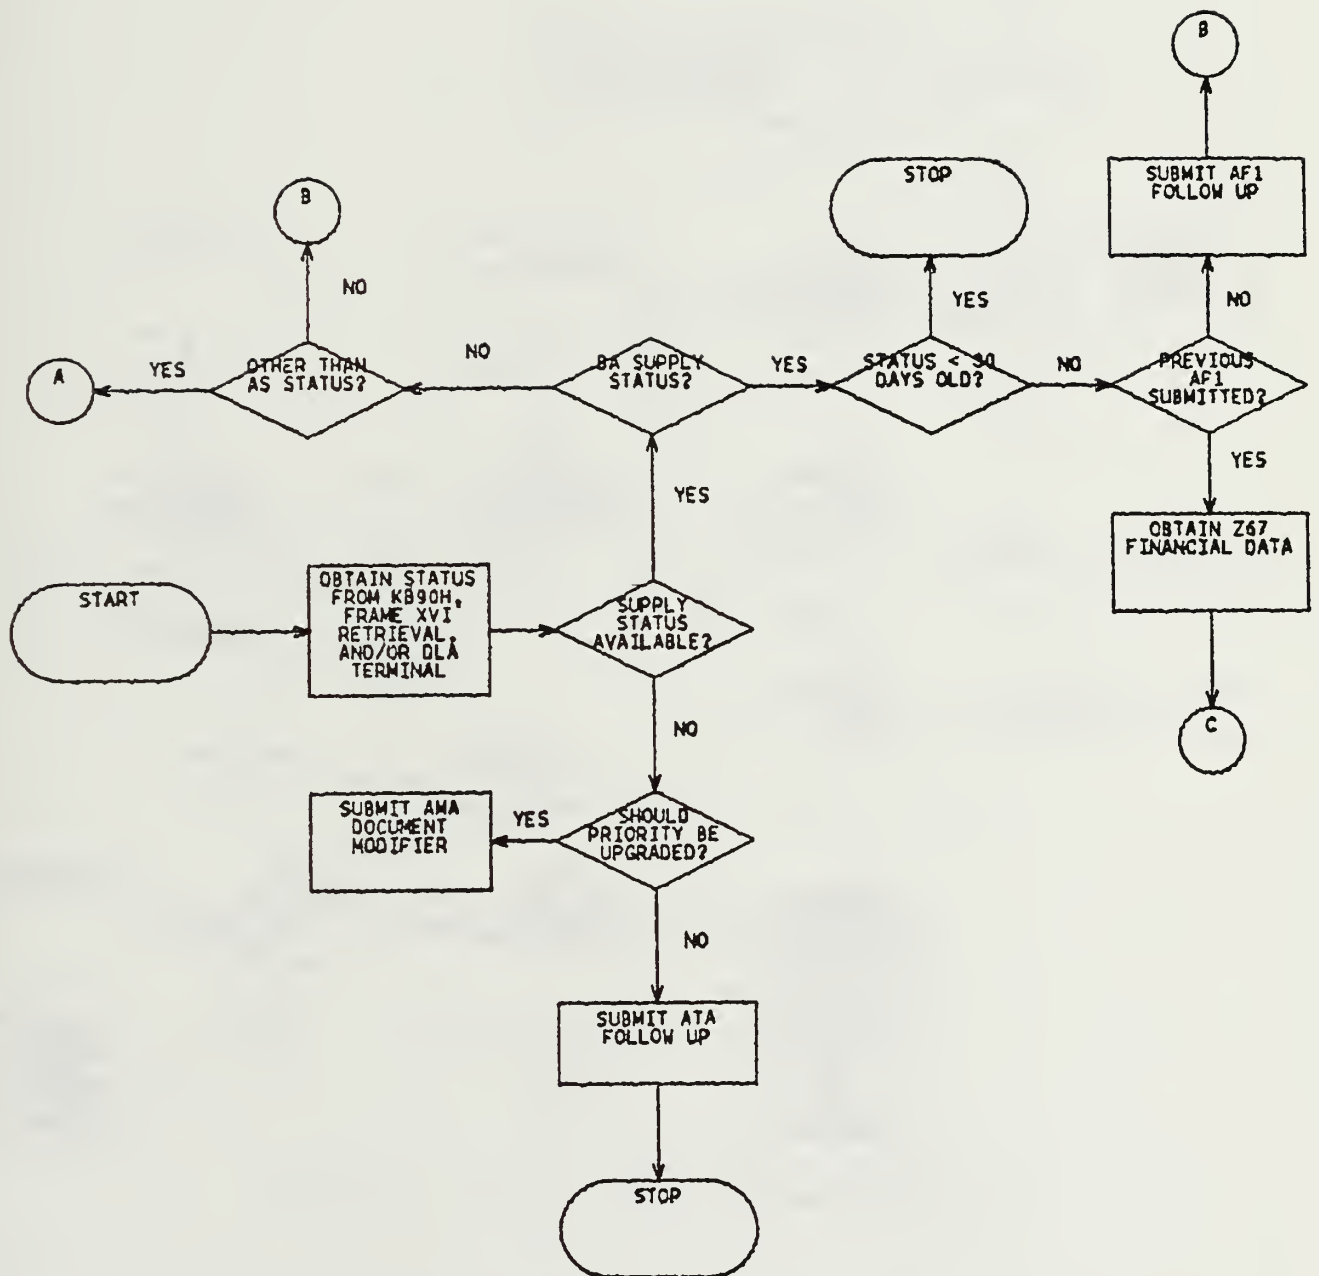 B
STOP
SUBMIT AF1
FOLLOW UP
B
NO
YES
NO
A
YES
OTHER THAN
AS STATUS?
NO
BA SUPPLY
STATUS?
YES
STATUS < 30
DAYS OLD?
NO
PREVIOUS
AF1
SUBMITTED?
YES
YES
OBTAIN Z67
FINANCIAL DATA
START
OBTAIN STATUS
FROM KB90H,
FRAME XVI
RETRIEVAL,
AND/OR DLA
TERMINAL
SUPPLY
STATUS
AVAILABLE?
NO
C
SUBMIT AMA
DOCUMENT
MODIFIER
YES
SHOULD
PRIORITY BE
UPGRADED?
NO
SUBMIT ATA
FOLLOW UP
STOP